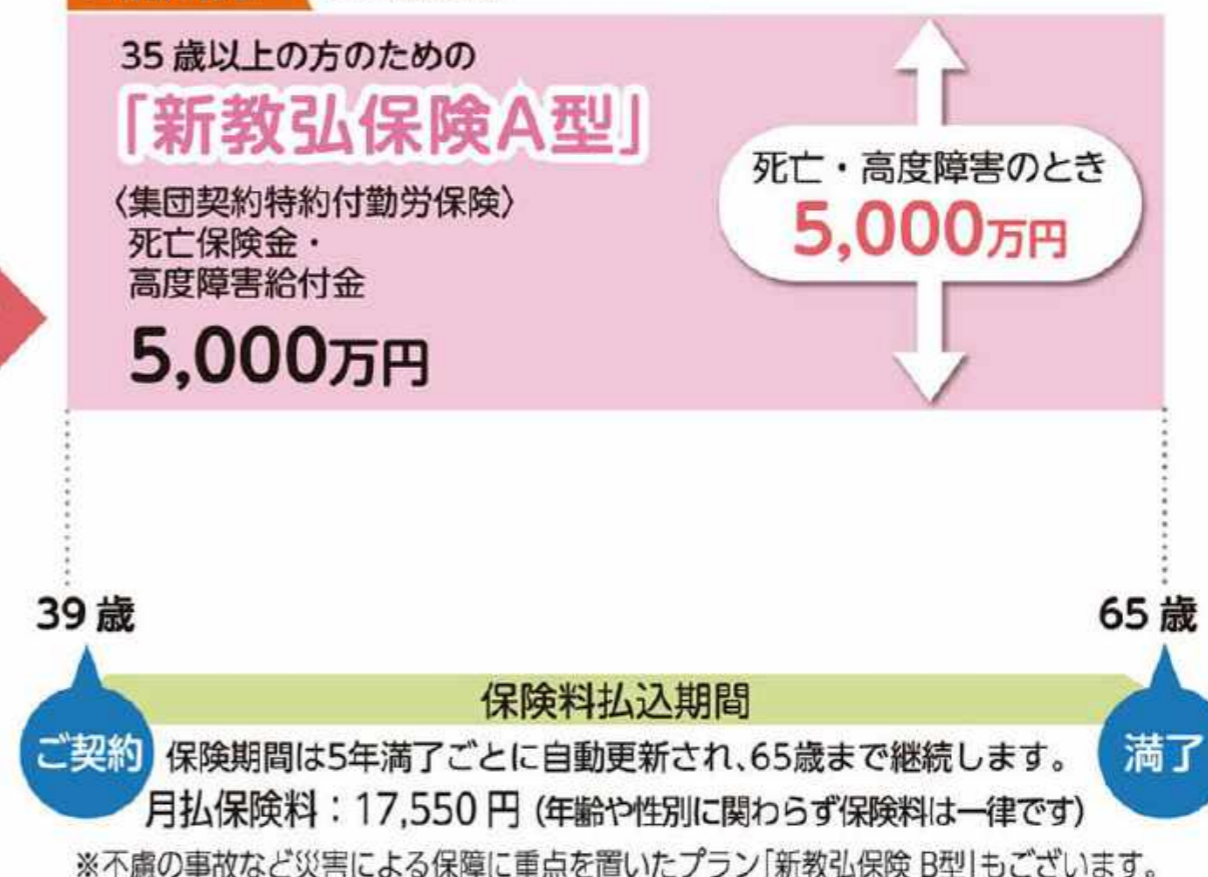 35 歳以上の方のための
「新教弘保険A型」
〈集団契約特約付勤労保険〉
死亡保険金・
高度障害給付金
5,000万円
死亡・高度障害のとき
5,000万円
39 歳
65 歳
保険料払込期間
ご契約
保険期間は5年満了ごとに自動更新され、65歳まで継続します。
満了
月払保険料：17,550 円 (年齢や性別に関わらず保険料は一律です)
※不慮の事故など災害による保障に重点を置いたプラン「新教弘保険 B型」もございます。